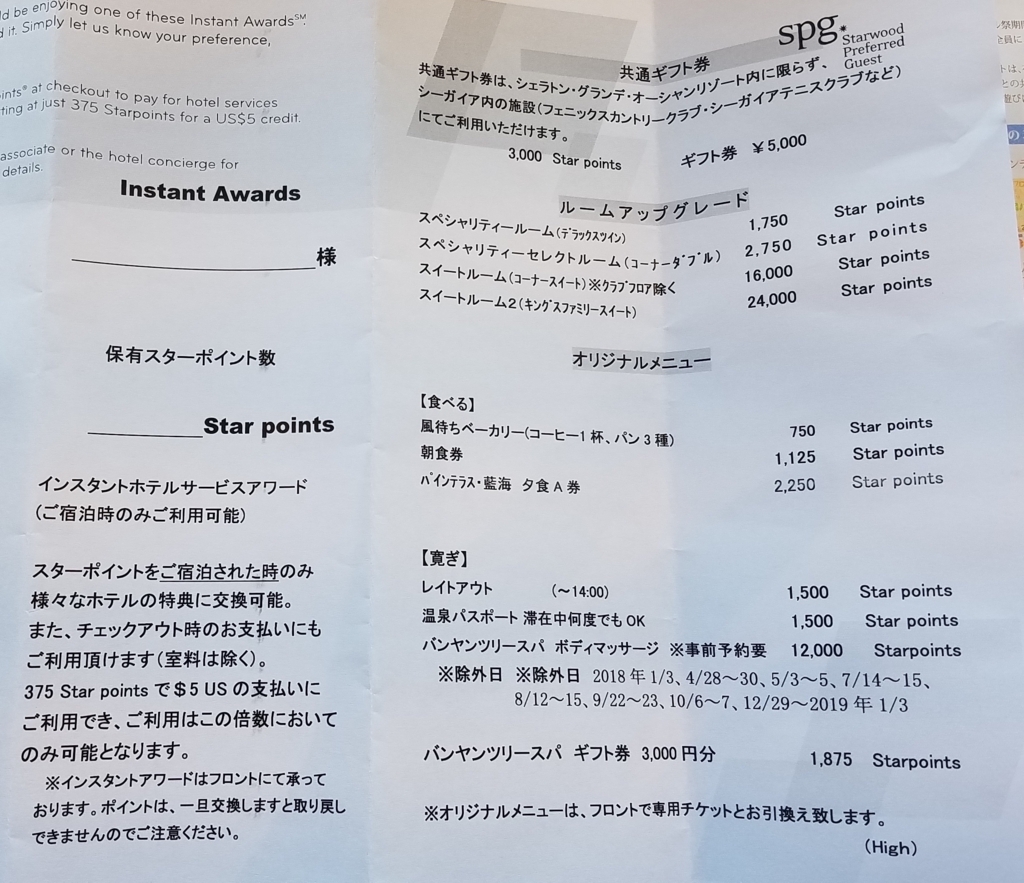 ld be enjoying one of these Instant Awards℠.
d it. Simply let us know your preference,
ints® at checkout to pay for hotel services
ting at just 375 Starpoints for a US$5 credit.
associate or the hotel concierge for
details.
Instant Awards
様
保有スターポイント数
Star points
インスタントホテルサービスアワード
（ご宿泊時のみご利用可能）
スターポイントをご宿泊された時のみ
様々なホテルの特典に交換可能。
また、チェックアウト時のお支払いにも
ご利用頂けます（室料は除く）。
375 Star points で＄5 US の支払いに
ご利用でき、ご利用はこの倍数において
のみ可能となります。
※インスタントアワードはフロントにて承って
おります。ポイントは、一旦交換しますと取り戻し
できませんのでご注意ください。
spg.
Starwood
Preferred
Guest
共通ギフト券
共通ギフト券は、シェラトン・グランデ・オーシャンリゾート内に限らず、
シーガイア内の施設（フェニックスカントリークラブ・シーガイアテニスクラブなど）
にてご利用いただけます。
3,000 Star points ギフト券 ￥5,000
ルームアップグレード
スペシャリティールーム（ﾃﾞﾗｯｸｽﾂｲﾝ） 1,750 Star points
スペシャリティーセレクトルーム（ｺｰﾅｰﾀﾞﾌﾞﾙ） 2,750 Star points
スイートルーム（ｺｰﾅｰｽｲｰﾄ）※ｸﾗﾌﾞﾌﾛｱ除く 16,000 Star points
スイートルーム２（ｷﾝｸﾞｽﾌｧﾐﾘｰｽｲｰﾄ） 24,000 Star points
オリジナルメニュー
【食べる】
風待ちベーカリー（コーヒー1 杯、パン 3 種） 750 Star points
朝食券 1,125 Star points
ﾊﾟｲﾝﾃﾗｽ・藍海 夕食 A 券 2,250 Star points
【寛ぎ】
レイトアウト （～14:00） 1,500 Star points
温泉パスポート 滞在中何度でも OK 1,500 Star points
バンヤンツリースパ ボディマッサージ ※事前予約要 12,000 Starpoints
※除外日 ※除外日 2018 年 1/3、4/28～30、5/3～5、7/14～15、
8/12～15、9/22～23、10/6～7、12/29～2019 年 1/3
バンヤンツリースパ ギフト券 3,000 円分 1,875 Starpoints
※オリジナルメニューは、フロントで専用チケットとお引換え致します。
（High）